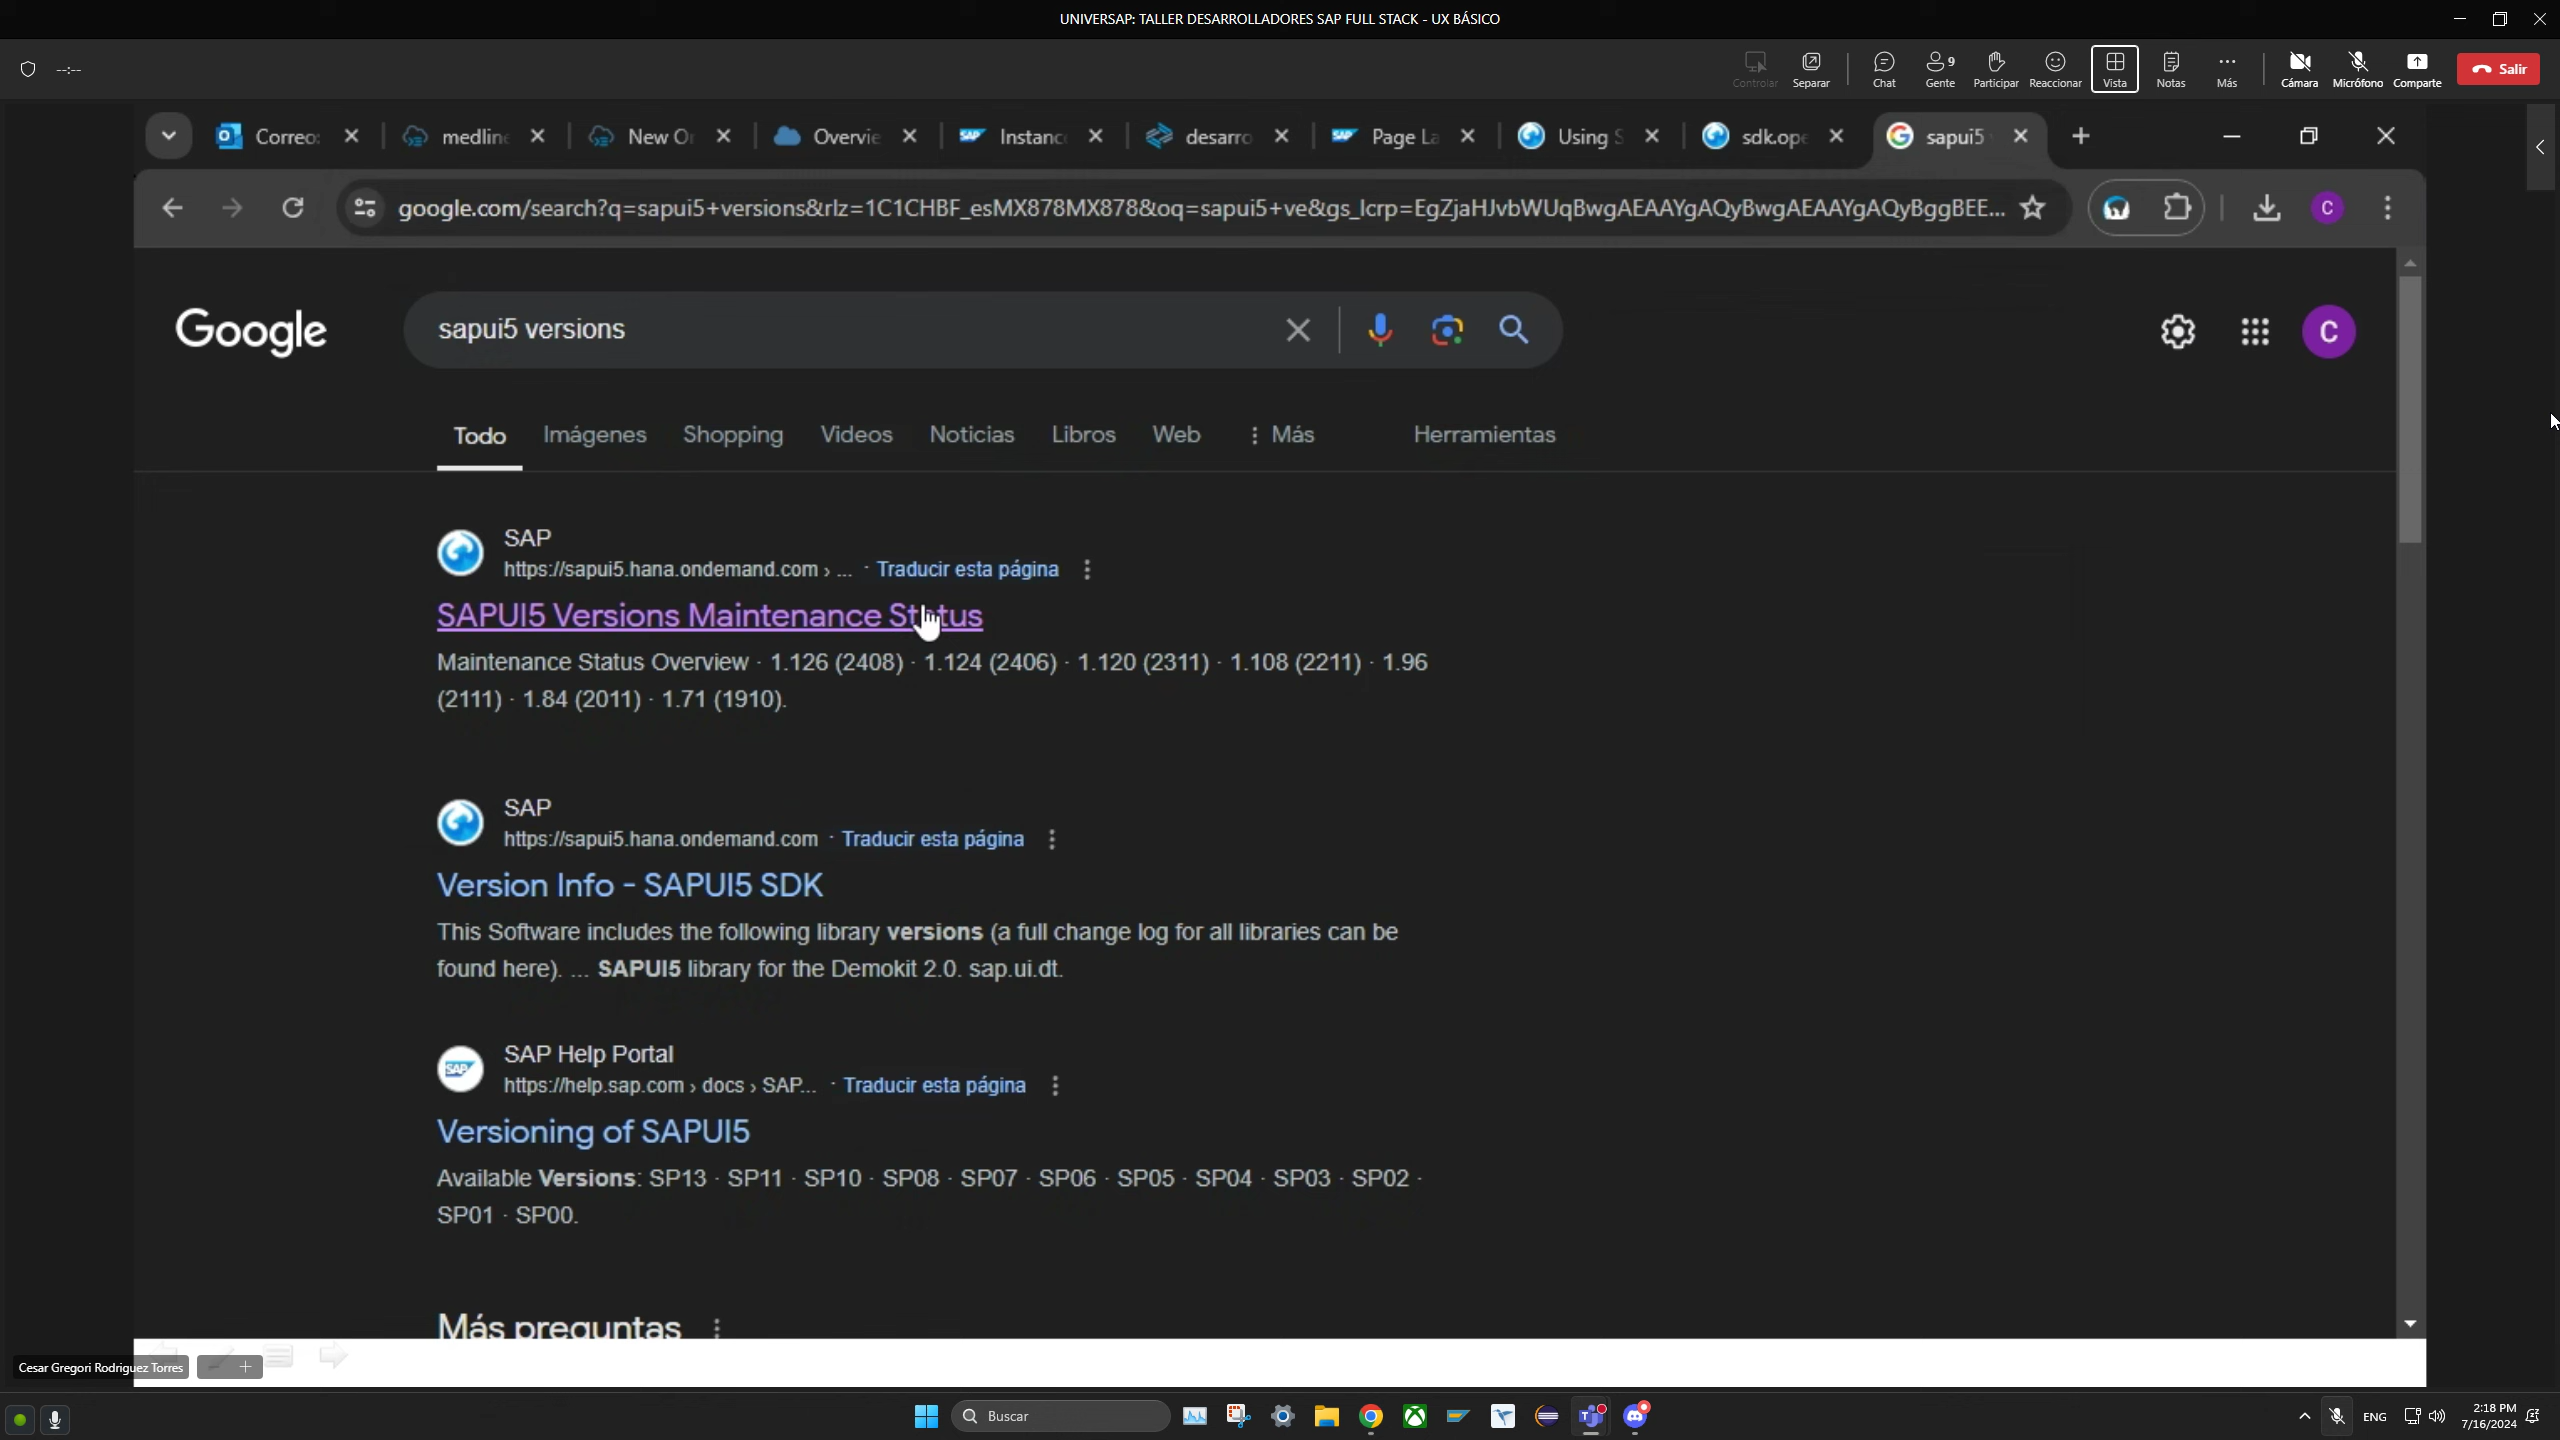 UNIVERSAP: TALLER DESARROLLADORES SAP FULL STACK - UX BÁSICO
--:--
Controlar Separar Chat Gente 9 Participar Reaccionar Vista Notas Más Cámara Micrófono Comparte Salir
Correo: medline New Or Overvie Instanc desarro Page La Using S sdk.ope sapui5
google.com/search?q=sapui5+versions&rlz=1C1CHBF_esMX878MX878&oq=sapui5+ve&gs_lcrp=EgZjaHJvbWUqBwgAEAAYgAQyBwgAEAAYgAQyBggBEE...
C
Google
sapui5 versions
C
Todo Imágenes Shopping Videos Noticias Libros Web Más Herramientas
SAP
https://sapui5.hana.ondemand.com › ... · Traducir esta página
SAPUI5 Versions Maintenance Status
Maintenance Status Overview · 1.126 (2408) · 1.124 (2406) · 1.120 (2311) · 1.108 (2211) · 1.96
(2111) · 1.84 (2011) · 1.71 (1910).
SAP
https://sapui5.hana.ondemand.com · Traducir esta página
Version Info - SAPUI5 SDK
This Software includes the following library versions (a full change log for all libraries can be
found here). ... SAPUI5 library for the Demokit 2.0. sap.ui.dt.
SAP
SAP Help Portal
https://help.sap.com › docs › SAP... · Traducir esta página
Versioning of SAPUI5
Available Versions: SP13 · SP11 · SP10 · SP08 · SP07 · SP06 · SP05 · SP04 · SP03 · SP02 ·
SP01 · SP00.
Más preguntas
Cesar Gregori Rodriguez Torres
Buscar
ENG
2:18 PM
7/16/2024